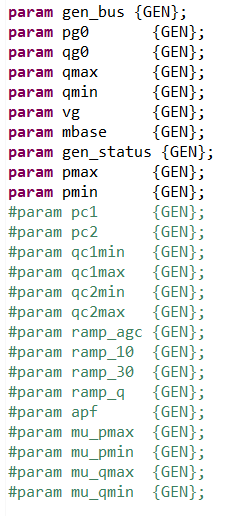 param gen_bus {GEN};
param pg0 {GEN};
param qg0 {GEN};
param qmax {GEN};
param qmin {GEN};
param vg {GEN};
param mbase {GEN};
param gen_status {GEN};
param pmax {GEN};
param pmin {GEN};
#param pc1 {GEN};
#param pc2 {GEN};
#param qc1min {GEN};
#param qc1max {GEN};
#param qc2min {GEN};
#param qc2max {GEN};
#param ramp_agc {GEN};
#param ramp_10 {GEN};
#param ramp_30 {GEN};
#param ramp_q {GEN};
#param apf {GEN};
#param mu_pmax {GEN};
#param mu_pmin {GEN};
#param mu_qmax {GEN};
#param mu_qmin {GEN};